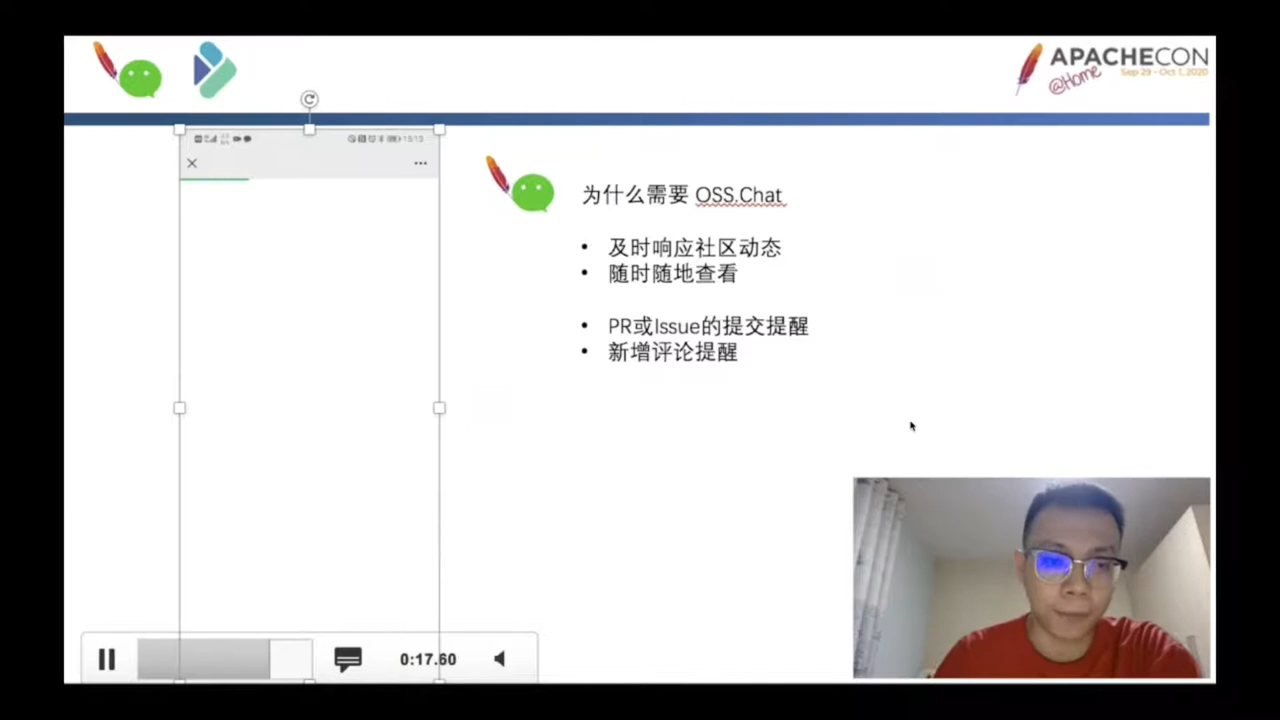 APACHECON
@Home
Sep 29 - Oct 1, 2020
15:13
为什么需要 OSS.Chat
• 及时响应社区动态
• 随时随地查看
• PR或Issue的提交提醒
• 新增评论提醒
0:17.60